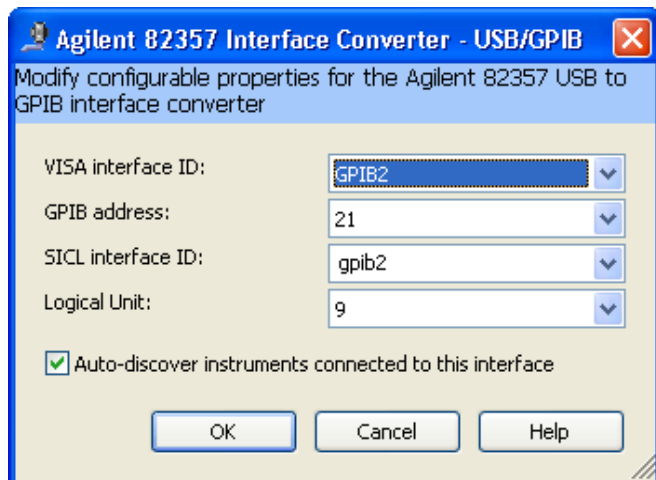 Agilent 82357 Interface Converter - USB/GPIB
Modify configurable properties for the Agilent 82357 USB to
GPIB interface converter
VISA interface ID: GPIB2
GPIB address: 21
SICL interface ID: gpib2
Logical Unit: 9
Auto-discover instruments connected to this interface
OK Cancel Help